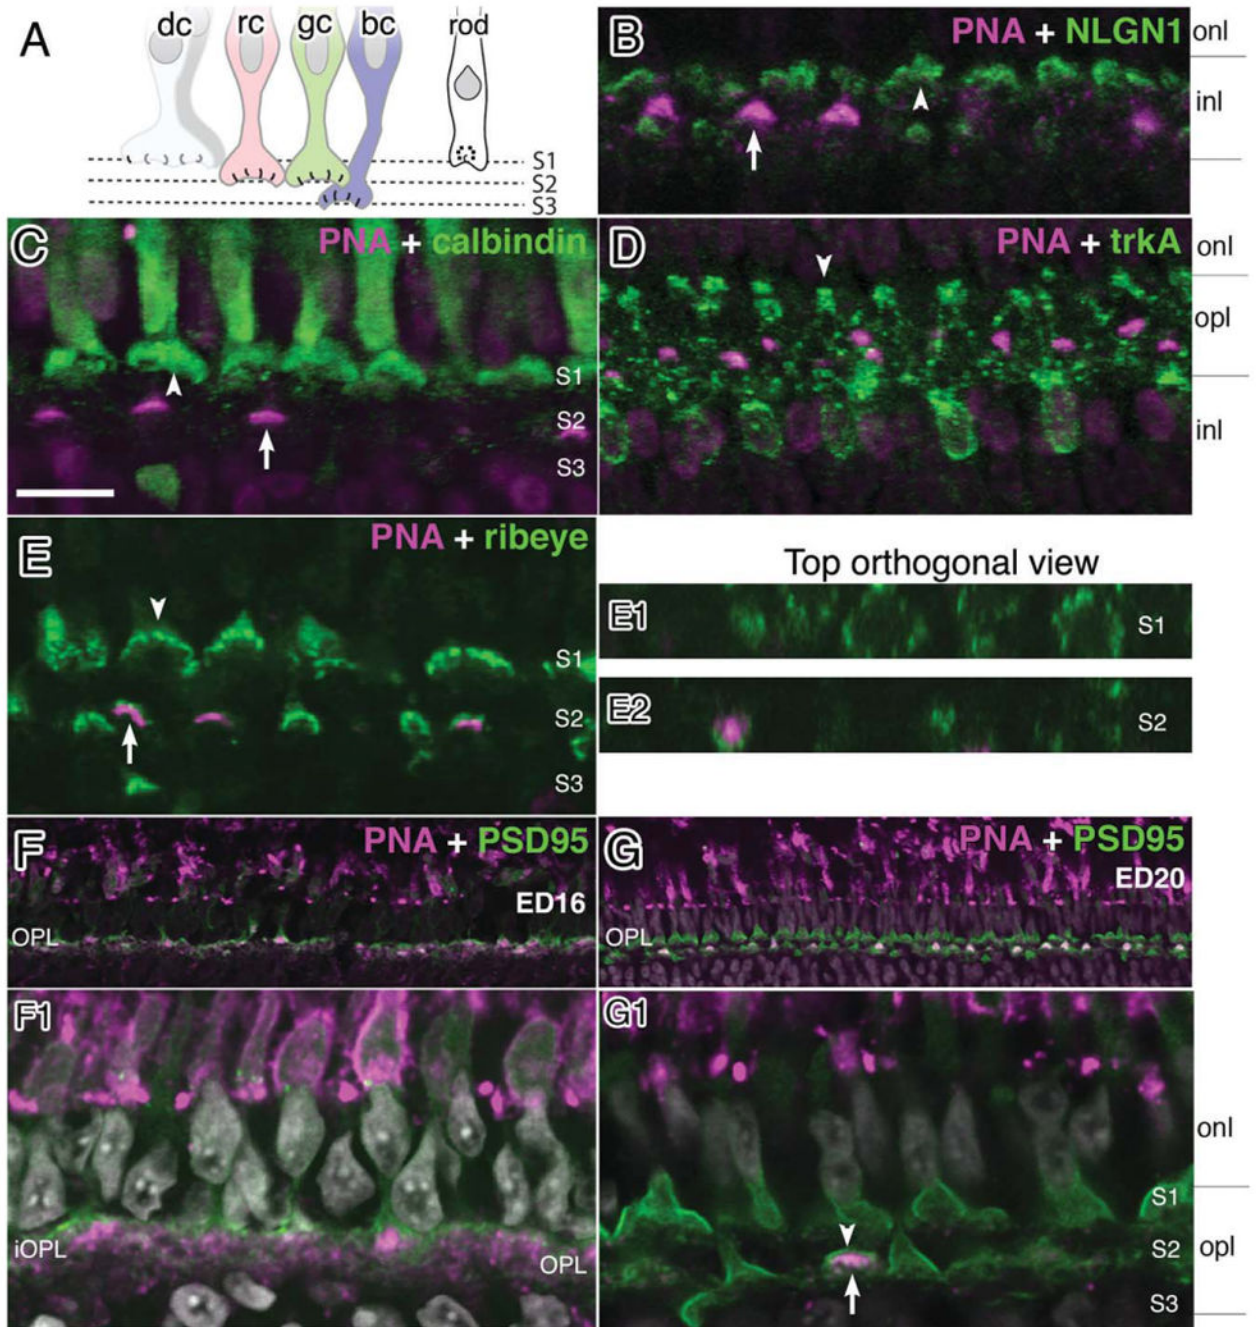 A
dc rc gc bc rod
S1
S2
S3
B
PNA + NLGN1
onl
inl
C
PNA + calbindin
S1
S2
S3
D
PNA + trkA
onl
opl
inl
E
PNA + ribeye
S1
S2
S3
Top orthogonal view
E1
S1
E2
S2
F
PNA + PSD95
ED16
OPL
G
PNA + PSD95
ED20
OPL
F1
iOPL
OPL
G1
onl
S1
S2
opl
S3